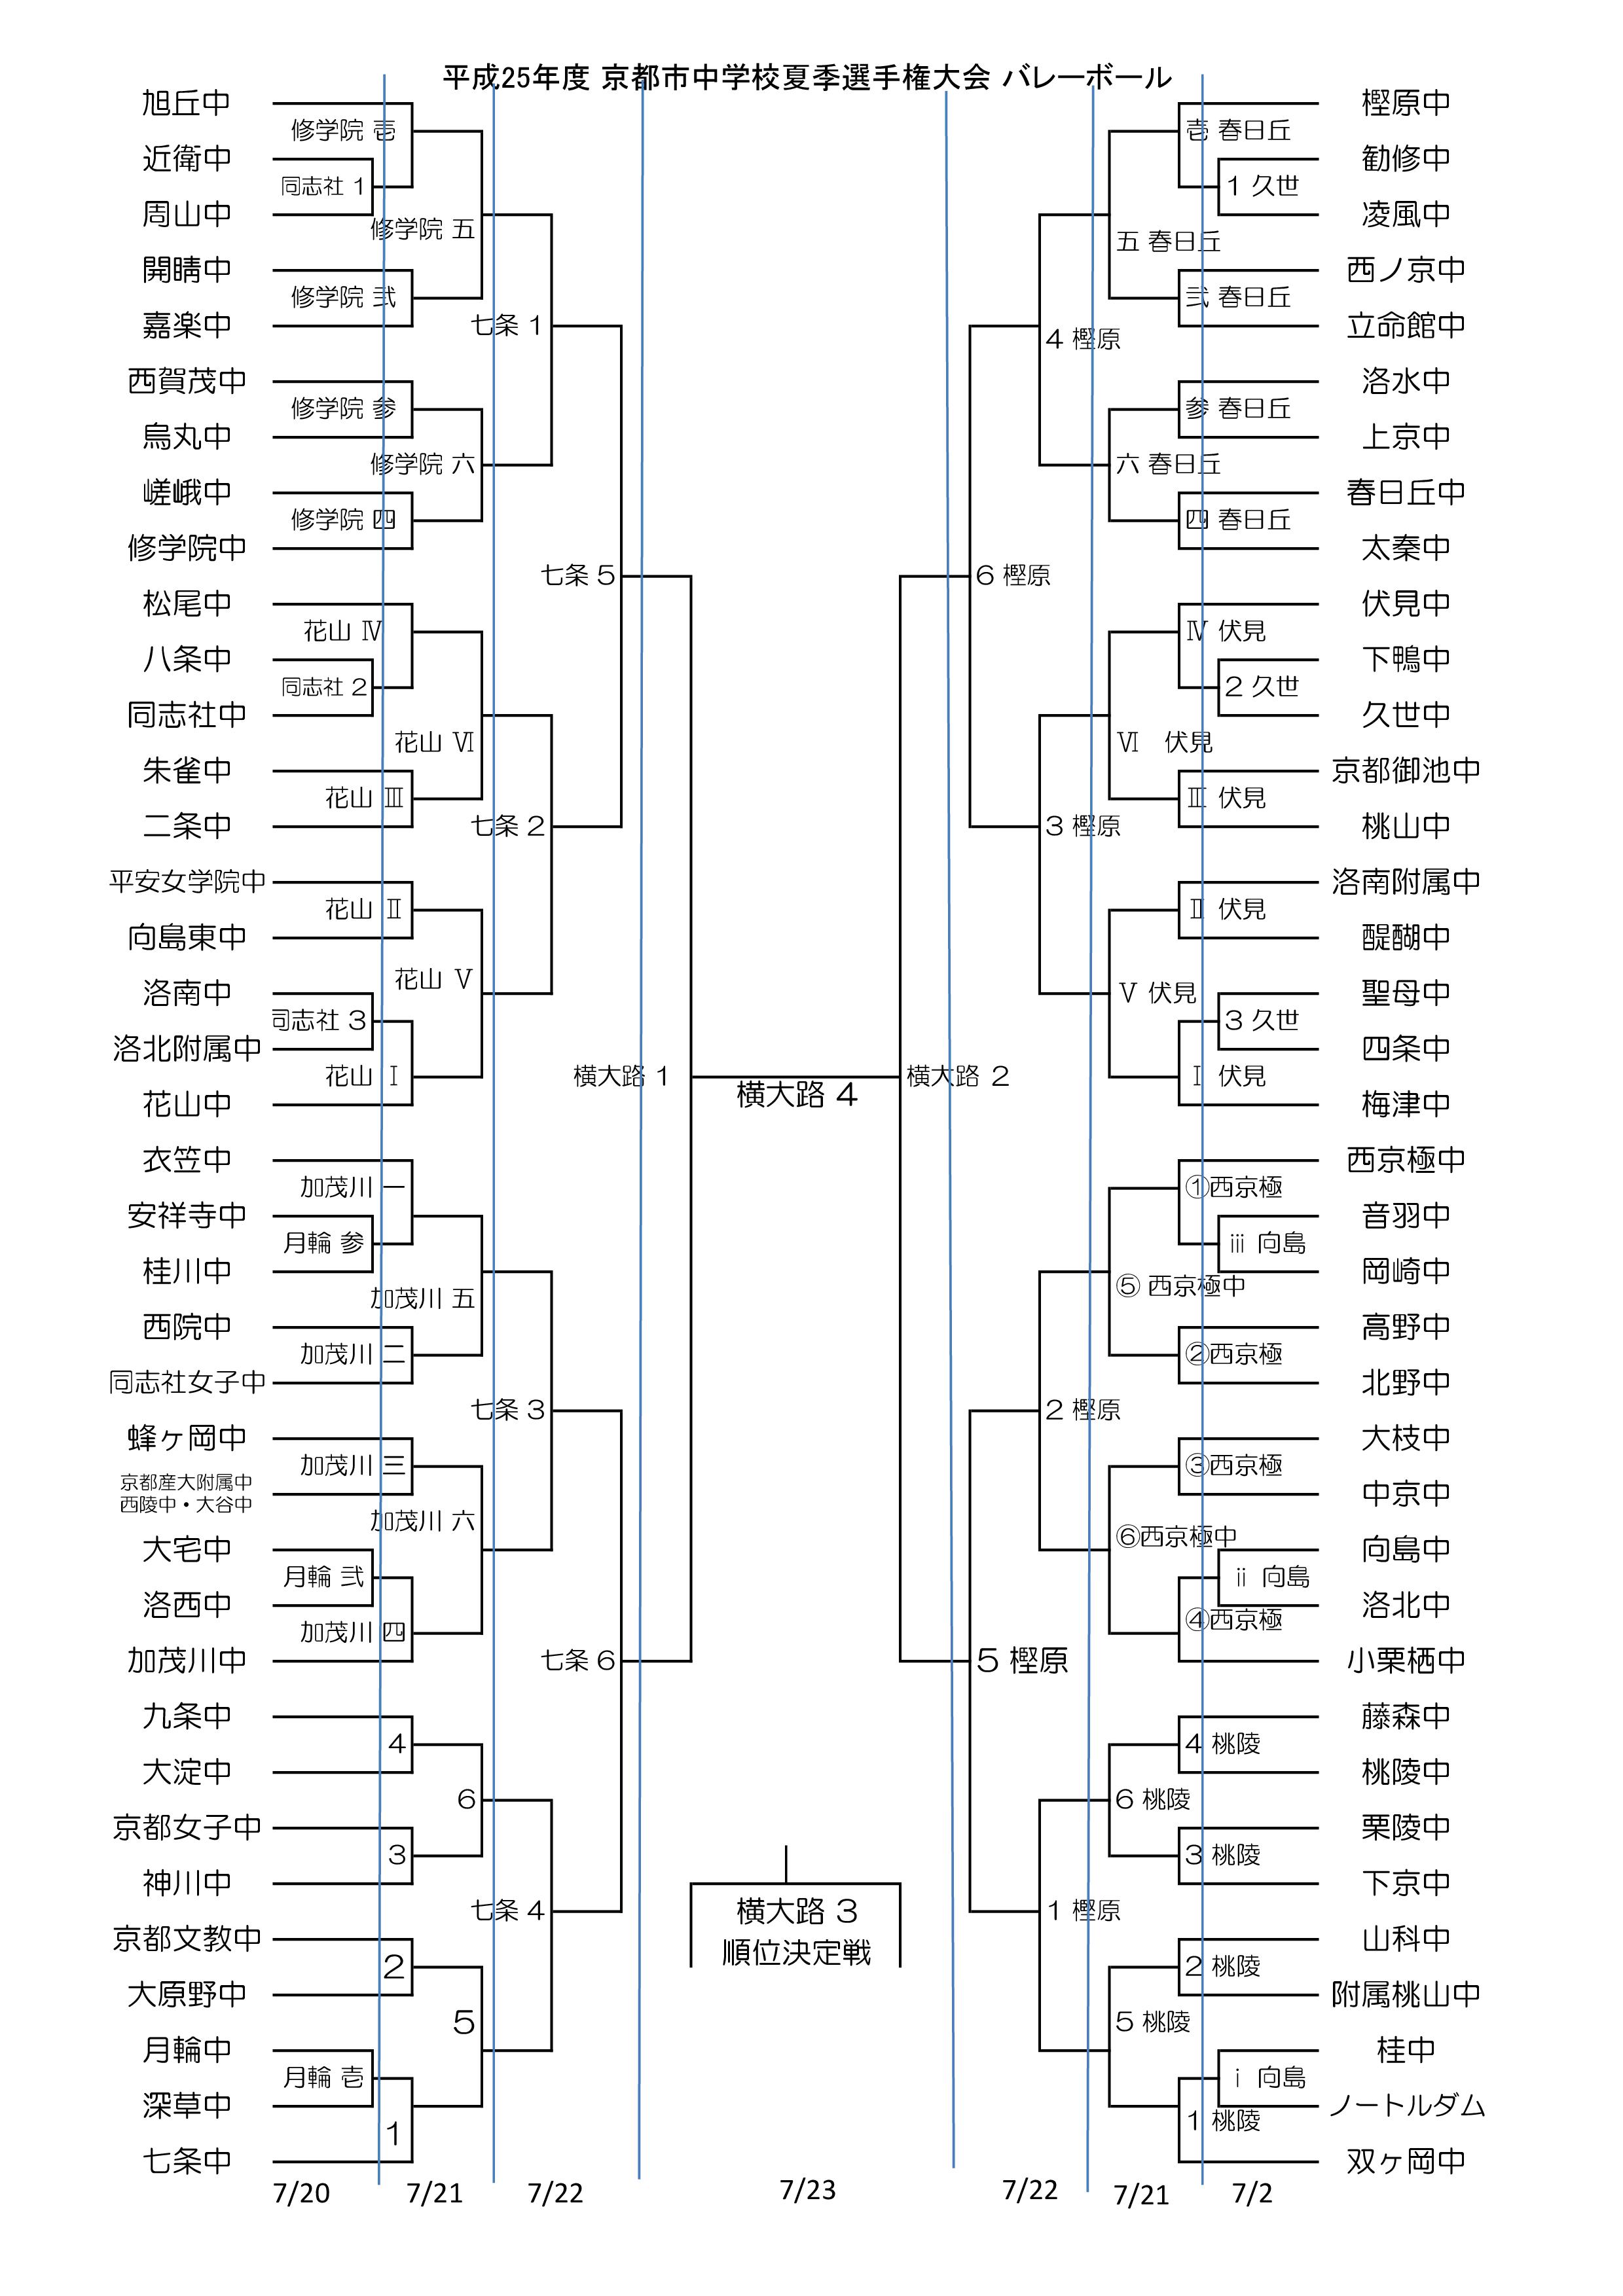 平成25年度 京都市中学校夏季選手権大会 バレーボール
旭丘中
修学院 壱
近衛中
同志社 1
周山中
修学院 五
開晴中
修学院 弐
嘉楽中
七条 1
西賀茂中
修学院 参
烏丸中
修学院 六
嵯峨中
修学院 四
修学院中
七条 5
松尾中
花山 Ⅳ
八条中
同志社 2
同志社中
花山 Ⅵ
朱雀中
花山 Ⅲ
二条中
七条 2
平安女学院中
花山 Ⅱ
向島東中
花山 Ⅴ
洛南中
同志社 3
洛北附属中
花山 Ⅰ
花山中
横大路 1
衣笠中
加茂川 一
安祥寺中
月輪 参
桂川中
加茂川 五
西院中
加茂川 二
同志社女子中
七条 3
蜂ヶ岡中
加茂川 三
京都産大附属中
西陵中・大谷中
加茂川 六
大宅中
月輪 弐
洛西中
加茂川 四
加茂川中
七条 6
九条中
4
大淀中
6
京都女子中
3
神川中
七条 4
京都文教中
2
大原野中
5
月輪中
月輪 壱
深草中
1
七条中
横大路 4
横大路 3
順位決定戦
樫原中
壱 春日丘
勧修中
1 久世
凌風中
五 春日丘
西ノ京中
弐 春日丘
立命館中
4 樫原
洛水中
参 春日丘
上京中
六 春日丘
春日丘中
四 春日丘
太秦中
6 樫原
伏見中
Ⅳ 伏見
下鴨中
2 久世
久世中
Ⅵ 伏見
京都御池中
Ⅲ 伏見
桃山中
3 樫原
洛南附属中
Ⅱ 伏見
醍醐中
Ⅴ 伏見
聖母中
3 久世
四条中
Ⅰ 伏見
梅津中
横大路 2
西京極中
①西京極
音羽中
ⅲ 向島
岡崎中
⑤ 西京極中
高野中
②西京極
北野中
2 樫原
大枝中
③西京極
中京中
⑥西京極中
向島中
ⅱ 向島
洛北中
④西京極
小栗栖中
5 樫原
藤森中
4 桃陵
桃陵中
6 桃陵
栗陵中
3 桃陵
下京中
1 樫原
山科中
2 桃陵
附属桃山中
5 桃陵
桂中
ⅰ 向島
ノートルダム
1 桃陵
双ヶ岡中
7/20 7/21 7/22 7/23 7/22 7/21 7/2